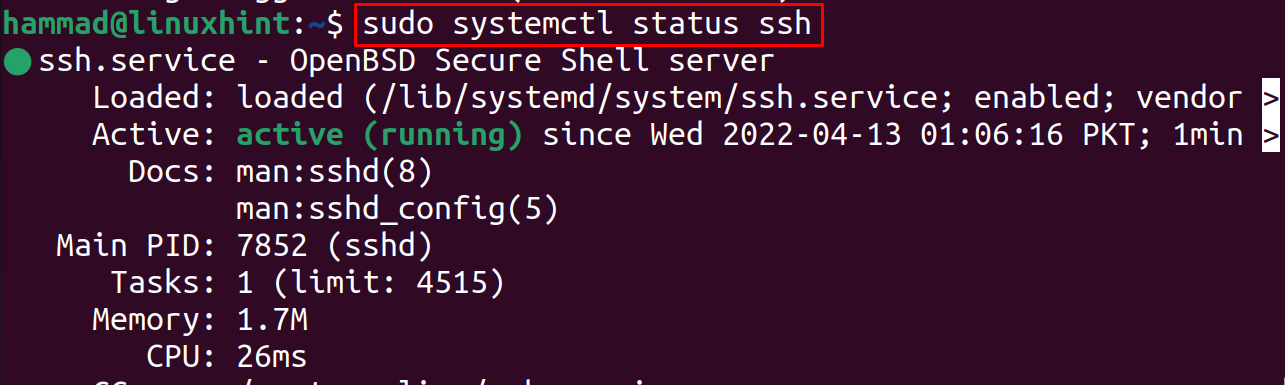 hammad@linuxhint:~$ sudo systemctl status ssh
ssh.service - OpenBSD Secure Shell server
Loaded: loaded (/lib/systemd/system/ssh.service; enabled; vendor >
Active: active (running) since Wed 2022-04-13 01:06:16 PKT; 1min >
Docs: man:sshd(8)
man:sshd_config(5)
Main PID: 7852 (sshd)
Tasks: 1 (limit: 4515)
Memory: 1.7M
CPU: 26ms